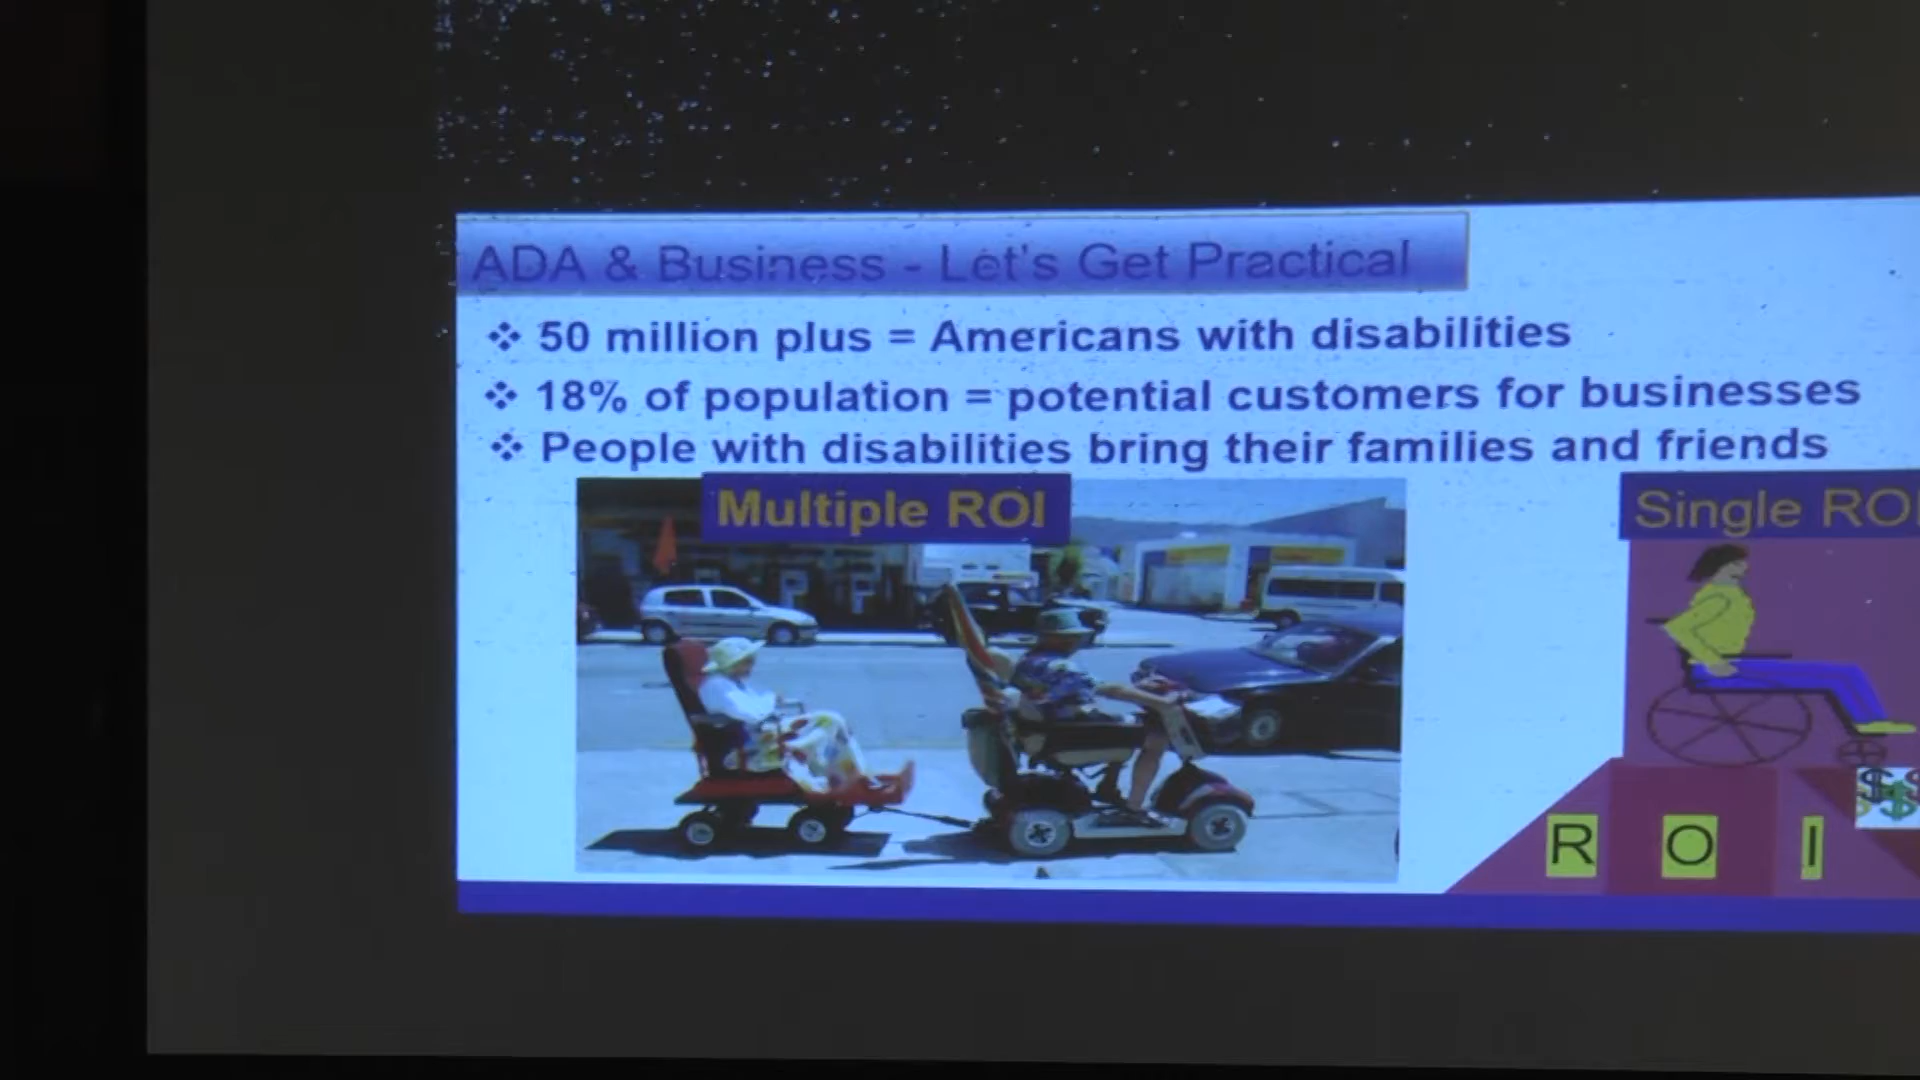 ADA & Business - Let's Get Practical
❖ 50 million plus = Americans with disabilities
❖ 18% of population = potential customers for businesses
❖ People with disabilities bring their families and friends
Multiple ROI
Single ROI
R O I
$ $ $